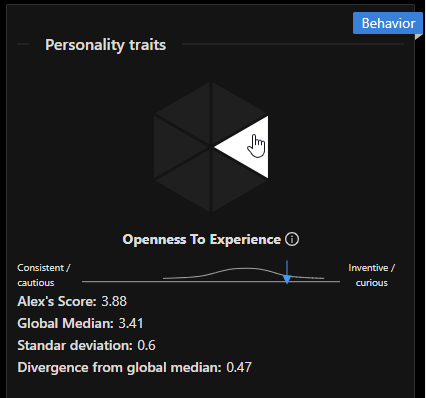 Behavior
Personality traits
Openness To Experience
Consistent /
cautious
Inventive /
curious
Alex's Score: 3.88
Global Median: 3.41
Standar deviation: 0.6
Divergence from global median: 0.47